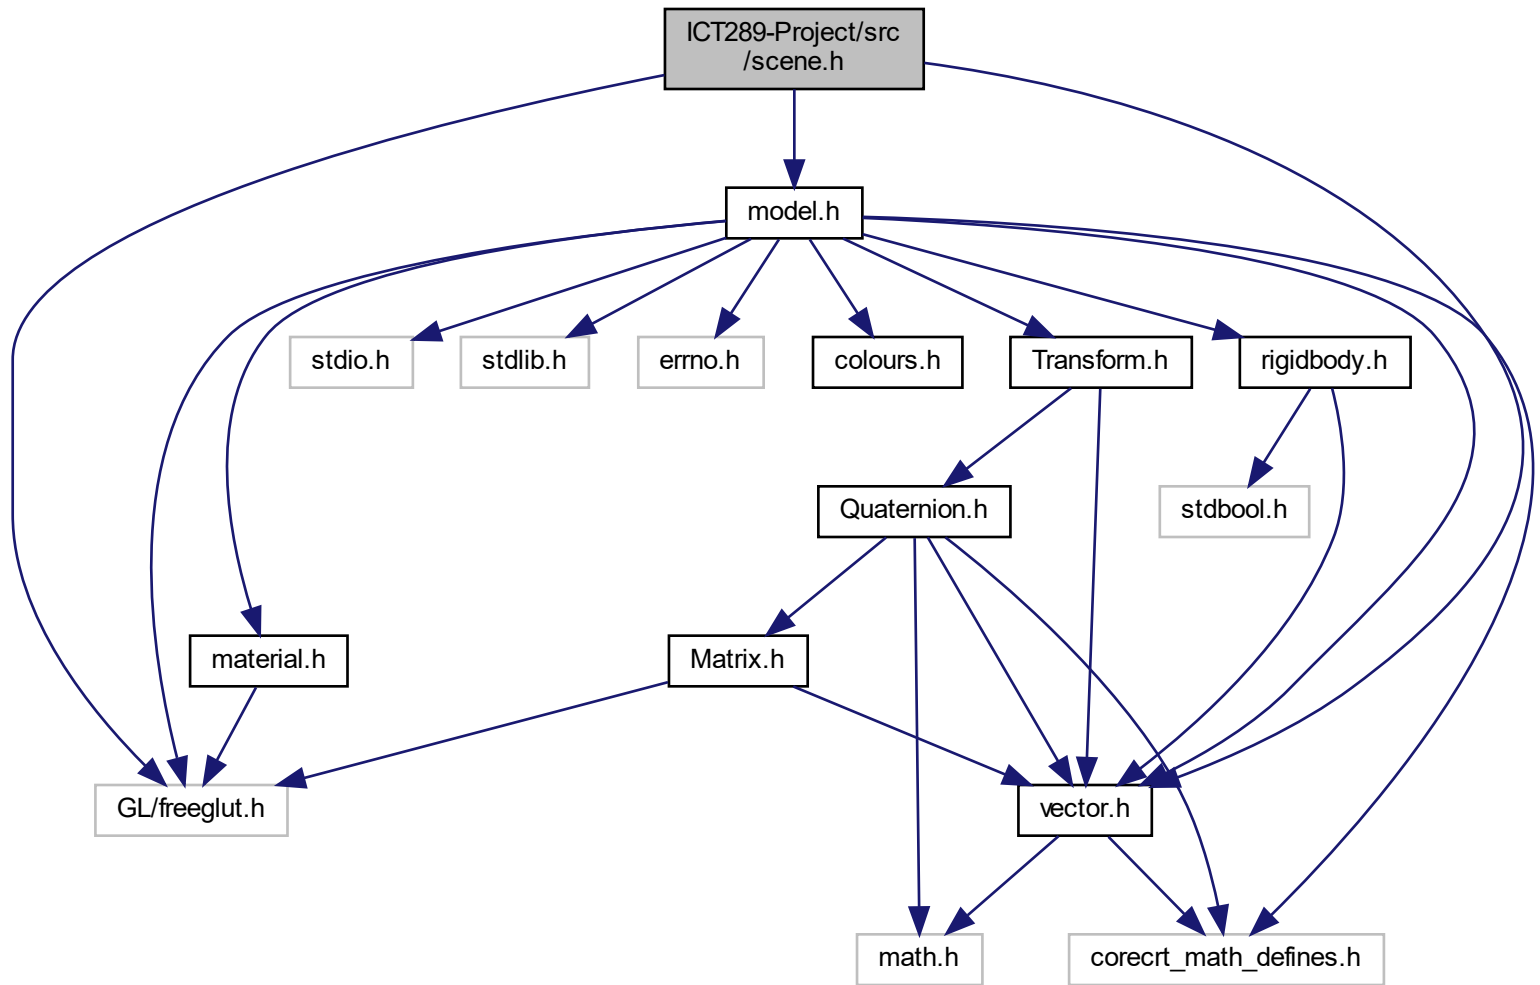 ICT289-Project/src
/scene.h
model.h
stdio.h
stdlib.h
errno.h
colours.h
Transform.h
rigidbody.h
Quaternion.h
stdbool.h
material.h
Matrix.h
GL/freeglut.h
vector.h
math.h
corecrt_math_defines.h